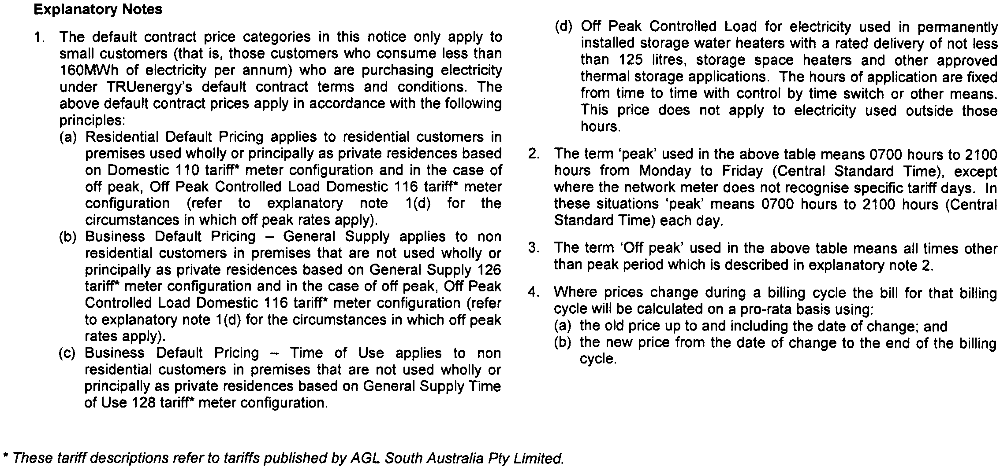 Explanatory Notes
1. The default contract price categories in this notice only apply to
small customers (that is, those customers who consume less than
160MWh of electricity per annum) who are purchasing electricity
under TRUenergy's default contract terms and conditions. The
above default contract prices apply in accordance with the following
principles:
(a) Residential Default Pricing applies to residential customers in
premises used wholly or principally as private residences based
on Domestic 110 tariff* meter configuration and in the case of
off peak, Off Peak Controlled Load Domestic 116 tariff* meter
configuration (refer to explanatory note 1(d) for the
circumstances in which off peak rates apply).
(b) Business Default Pricing – General Supply applies to non
residential customers in premises that are not used wholly or
principally as private residences based on General Supply 126
tariff* meter configuration and in the case of off peak, Off Peak
Controlled Load Domestic 116 tariff* meter configuration (refer
to explanatory note 1(d) for the circumstances in which off peak
rates apply).
(c) Business Default Pricing – Time of Use applies to non
residential customers in premises that are not used wholly or
principally as private residences based on General Supply Time
of Use 128 tariff* meter configuration.
(d) Off Peak Controlled Load for electricity used in permanently
installed storage water heaters with a rated delivery of not less
than 125 litres, storage space heaters and other approved
thermal storage applications. The hours of application are fixed
from time to time with control by time switch or other means.
This price does not apply to electricity used outside those
hours.
2. The term 'peak' used in the above table means 0700 hours to 2100
hours from Monday to Friday (Central Standard Time), except
where the network meter does not recognise specific tariff days. In
these situations 'peak' means 0700 hours to 2100 hours (Central
Standard Time) each day.
3. The term 'Off peak' used in the above table means all times other
than peak period which is described in explanatory note 2.
4. Where prices change during a billing cycle the bill for that billing
cycle will be calculated on a pro-rata basis using:
(a) the old price up to and including the date of change; and
(b) the new price from the date of change to the end of the billing
cycle.
* These tariff descriptions refer to tariffs published by AGL South Australia Pty Limited.